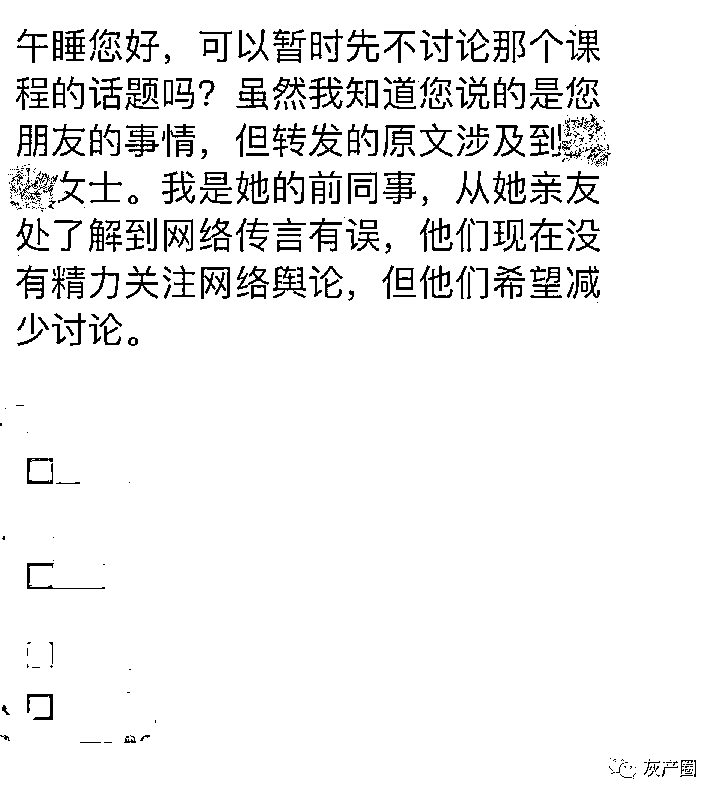 午睡您好，可以暂时先不讨论那个课
程的话题吗？虽然我知道您说的是您
朋友的事情，但转发的原文涉及到
女士。我是她的前同事，从她亲友
处了解到网络传言有误，他们现在没
有精力关注网络舆论，但他们希望减
少讨论。
灰产圈